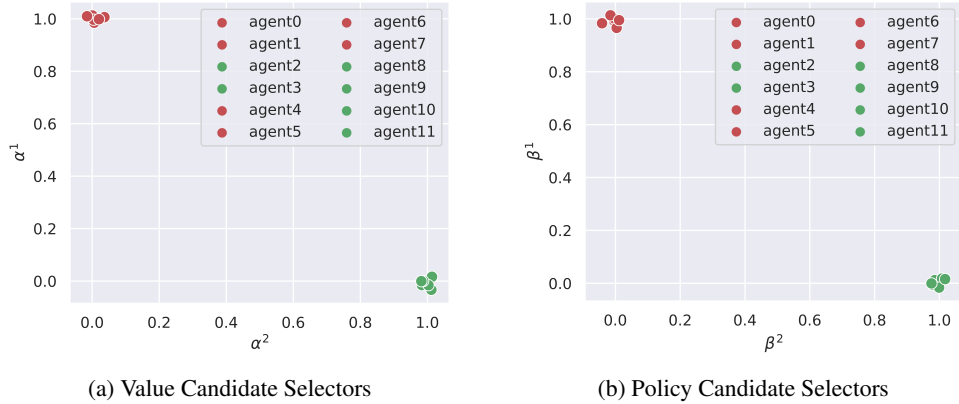 1.0
0.8
0.6
0.4
0.2
0.0
α¹
0.0 0.2 0.4 0.6 0.8 1.0
α²
agent0 agent6
agent1 agent7
agent2 agent8
agent3 agent9
agent4 agent10
agent5 agent11
(a) Value Candidate Selectors
1.0
0.8
0.6
0.4
0.2
0.0
β¹
0.0 0.2 0.4 0.6 0.8 1.0
β²
agent0 agent6
agent1 agent7
agent2 agent8
agent3 agent9
agent4 agent10
agent5 agent11
(b) Policy Candidate Selectors